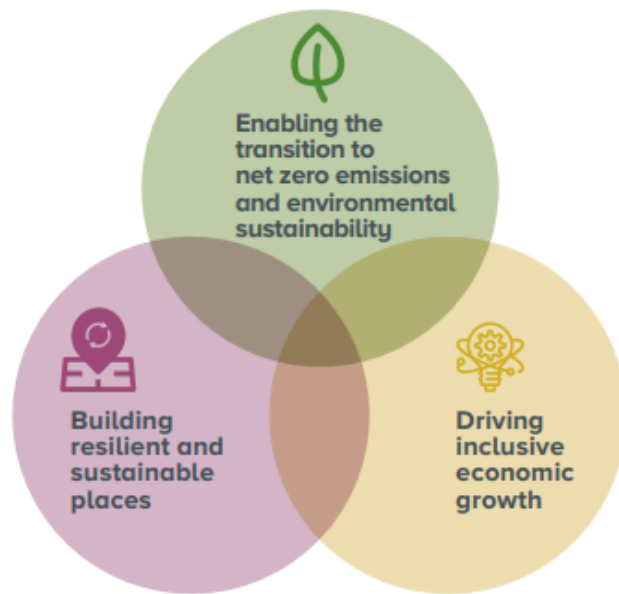 Enabling the
transition to
net zero emissions
and environmental
sustainability
Building
resilient and
sustainable
places
Driving
inclusive
economic
growth